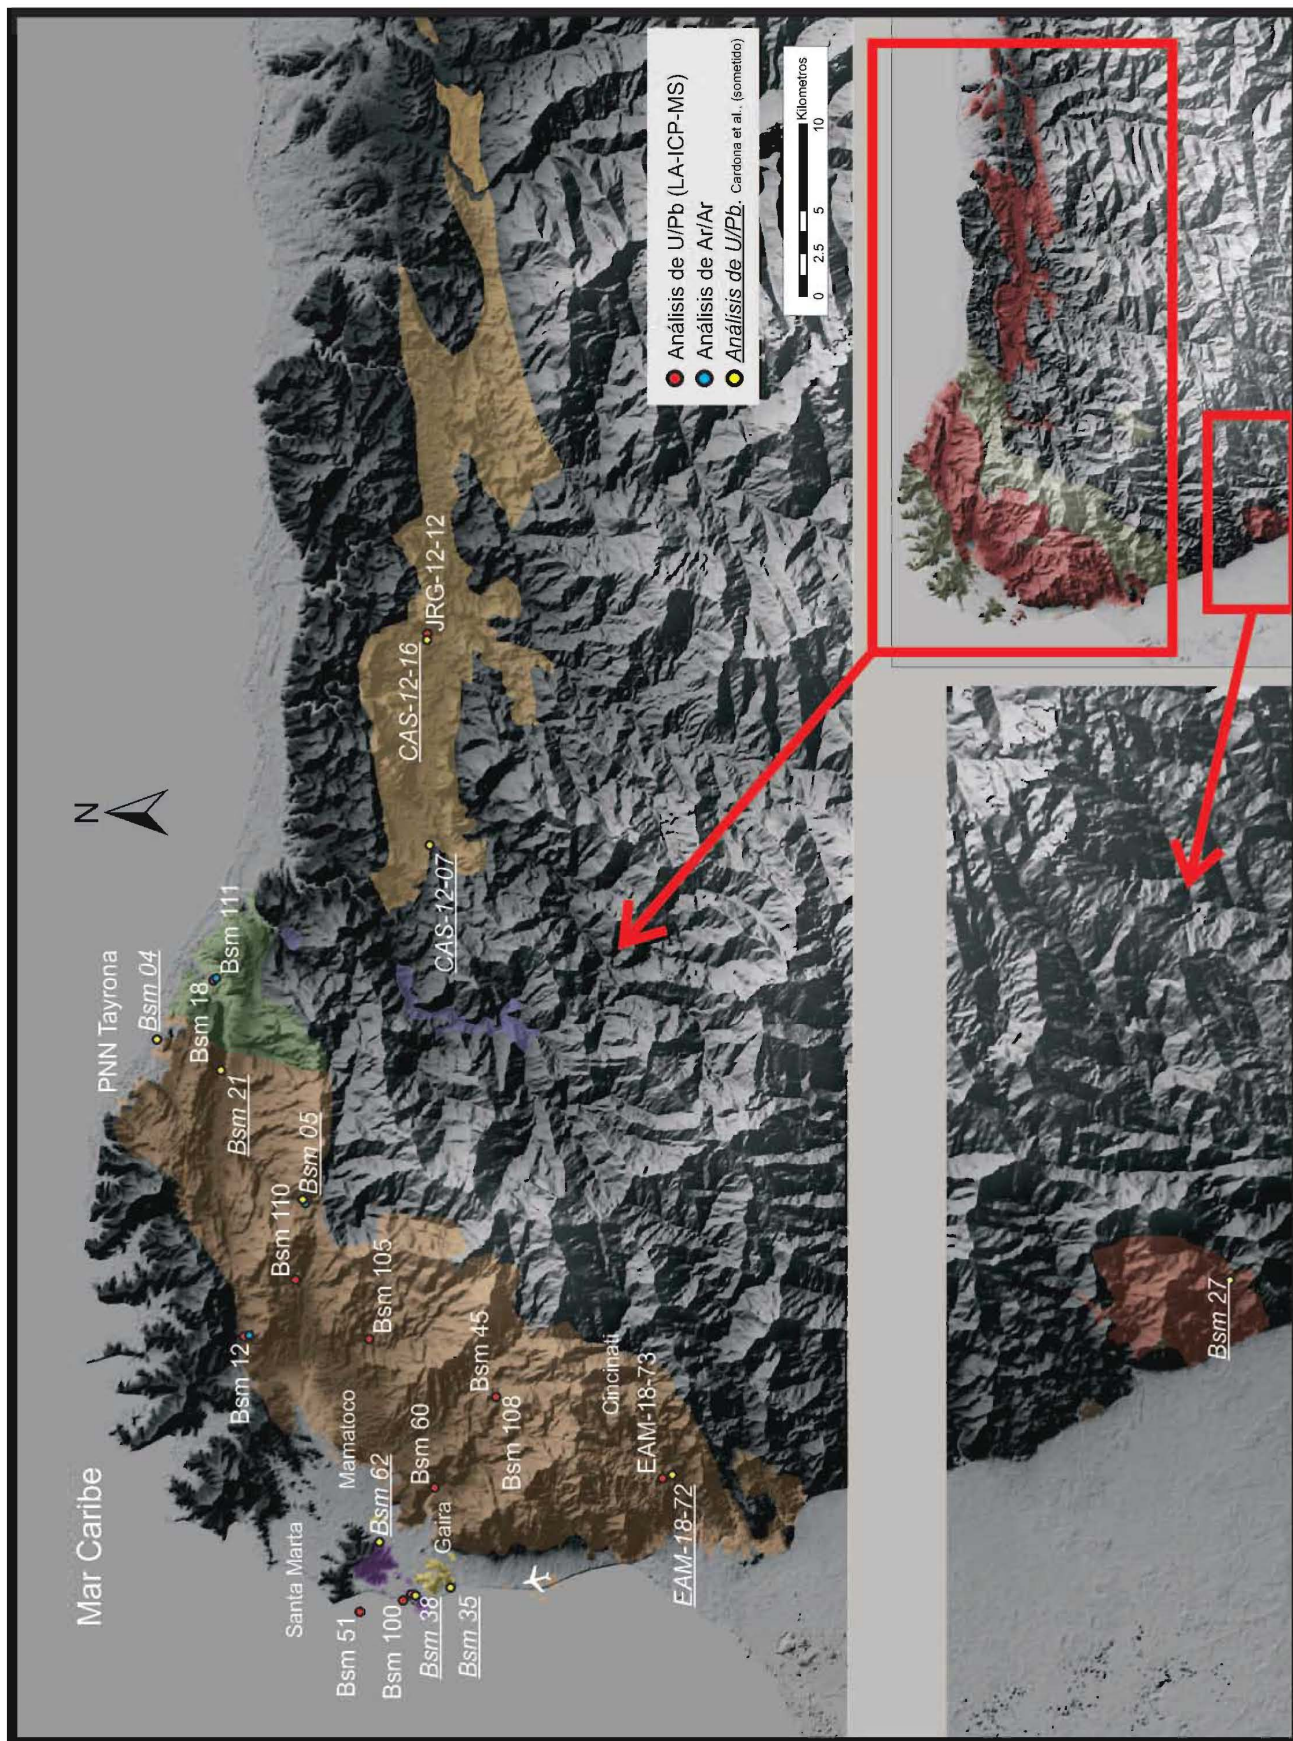 Mar Caribe
N
PNN Tayrona
Bsm 04
Bsm 18
Bsm 111
Bsm 21
Bsm 05
Bsm 110
Bsm 12
Bsm 105
Santa Marta
Mamatoco
Bsm 62
Bsm 51
Bsm 100
Bsm 38
Bsm 35
Gaira
Bsm 60
Bsm 45
Bsm 108
Cincinati
EAM-18-73
EAM-18-72
CAS-12-07
CAS-12-16
JRG-12-12
Análisis de U/Pb (LA-ICP-MS)
Análisis de Ar/Ar
Análisis de U/Pb. Cardona et al., (sometido)
0 2.5 5 10
Kilometros
Bsm 27